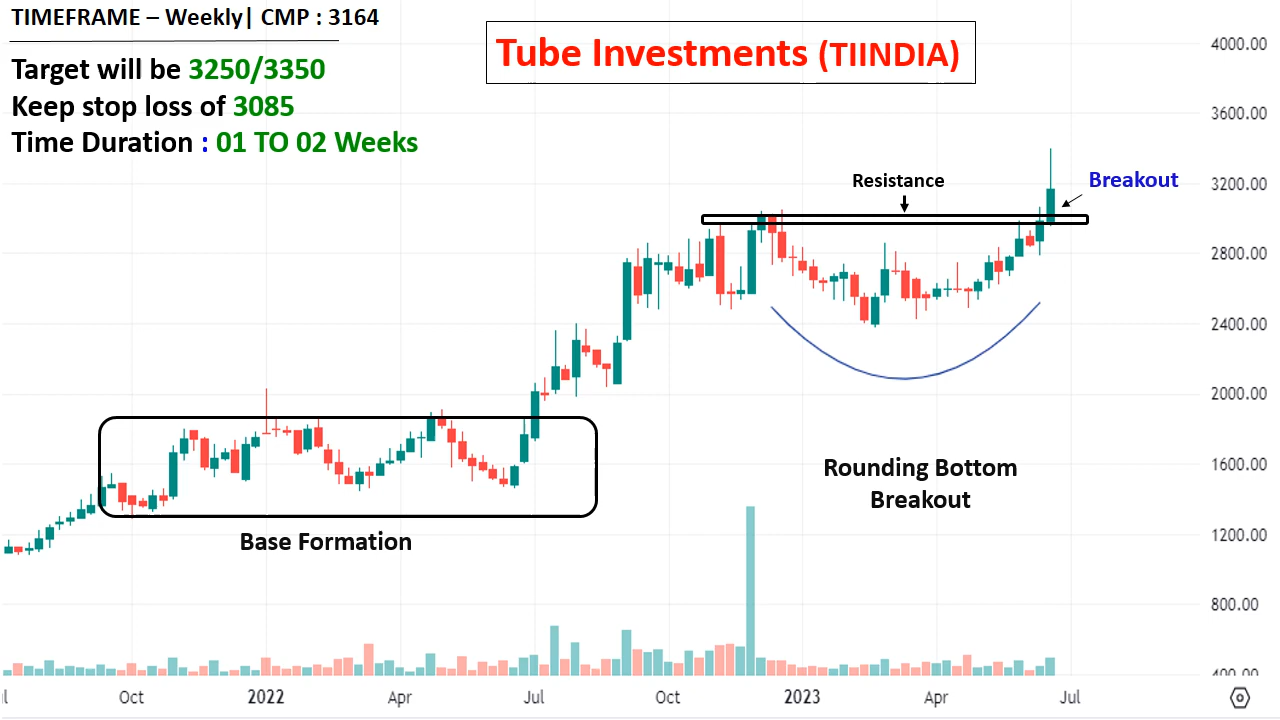 TIMEFRAME – Weekly| CMP : 3164
Tube Investments (TIINDIA)
Target will be 3250/3350
Keep stop loss of 3085
Time Duration : 01 TO 02 Weeks
4000.00
3600.00
Resistance
Breakout
3200.00
2800.00
2400.00
2000.00
Rounding Bottom
Breakout
1600.00
Base Formation
1200.00
800.00
400.00
Oct 2022 Apr Jul Oct 2023 Apr Jul